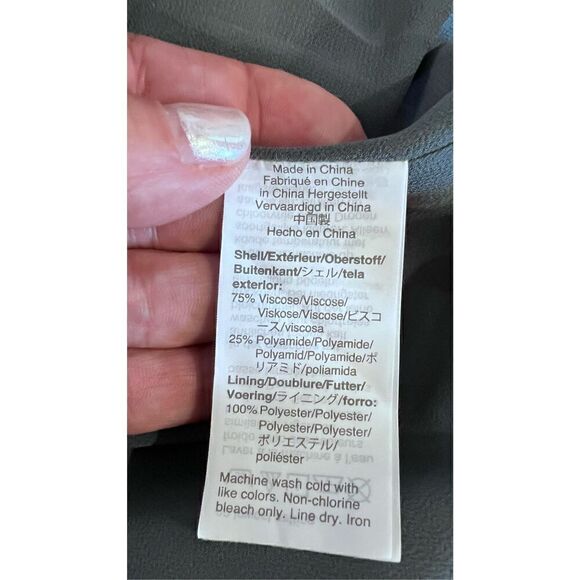 Made in China
Fabriqué en Chine
in China Hergestellt
Vervaardigd in China
中国製
Hecho en China
Shell/Extérieur/Oberstoff/
Buitenkant/シェル/tela
exterior:
75% Viscose/Viscose/
Viskose/Viscose/ビスコ
ース/viscosa
25% Polyamide/Polyamide/
Polyamid/Polyamide/ポ
リアミド/poliamida
Lining/Doublure/Futter/
Voering/ライニング/forro:
100% Polyester/Polyester/
Polyester/Polyester/
ポリエステル/
poliéster
Machine wash cold with
like colors. Non-chlorine
bleach only. Line dry. Iron